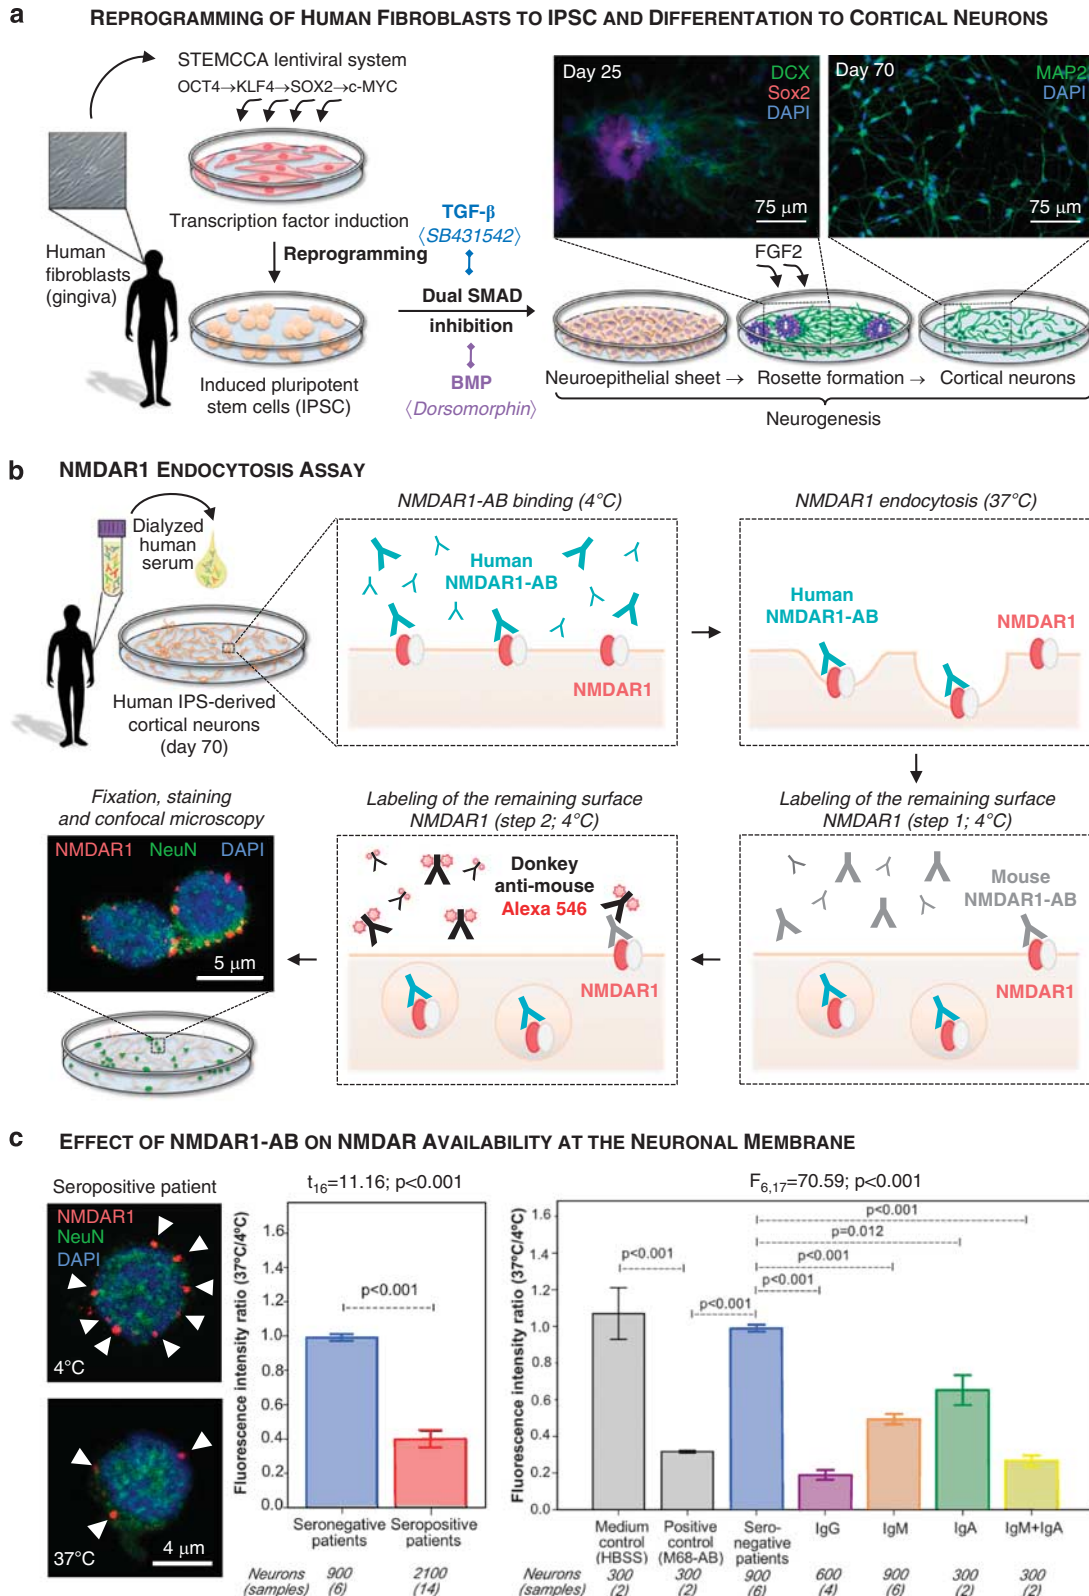 a REPROGRAMMING OF HUMAN FIBROBLASTS TO IPSC AND DIFFERENTATION TO CORTICAL NEURONS
STEMCCA lentiviral system
OCT4→KLF4→SOX2→c-MYC
Transcription factor induction
Human
fibroblasts
(gingiva)
Reprogramming
Induced pluripotent
stem cells (IPSC)
TGF-β
⟨SB431542⟩
Dual SMAD
inhibition
BMP
⟨Dorsomorphin⟩
Day 25
DCX
Sox2
DAPI
75 µm
Day 70
MAP2
DAPI
75 µm
FGF2
Neuroepithelial sheet → Rosette formation → Cortical neurons
Neurogenesis
b NMDAR1 ENDOCYTOSIS ASSAY
Dialyzed
human
serum
Human IPS-derived
cortical neurons
(day 70)
NMDAR1-AB binding (4°C)
Human
NMDAR1-AB
NMDAR1
NMDAR1 endocytosis (37°C)
Human
NMDAR1-AB
NMDAR1
Fixation, staining
and confocal microscopy
NMDAR1 NeuN DAPI
5 µm
Labeling of the remaining surface
NMDAR1 (step 2; 4°C)
Donkey
anti-mouse
Alexa 546
NMDAR1
Labeling of the remaining surface
NMDAR1 (step 1; 4°C)
Mouse
NMDAR1-AB
NMDAR1
c EFFECT OF NMDAR1-AB ON NMDAR AVAILABILITY AT THE NEURONAL MEMBRANE
Seropositive patient
NMDAR1
NeuN
DAPI
4°C
37°C
4 µm
t16=11.16; p<0.001
Fluorescence intensity ratio (37°C/4°C)
1.6
1.4
1.2
1.0
0.8
0.6
0.4
0.2
0.0
p<0.001
Seronegative
patients
Seropositive
patients
Neurons
(samples)
900
(6)
2100
(14)
F6,17=70.59; p<0.001
Fluorescence intensity ratio (37°C/4°C)
1.6
1.4
1.2
1.0
0.8
0.6
0.4
0.2
0.0
p<0.001
p=0.012
p<0.001
p<0.001
p<0.001
p<0.001
Medium
control
(HBSS)
Positive
control
(M68-AB)
Sero-
negative
patients
IgG
IgM
IgA
IgM+IgA
Neurons
(samples)
300
(2)
300
(2)
900
(6)
600
(4)
900
(6)
300
(2)
300
(2)